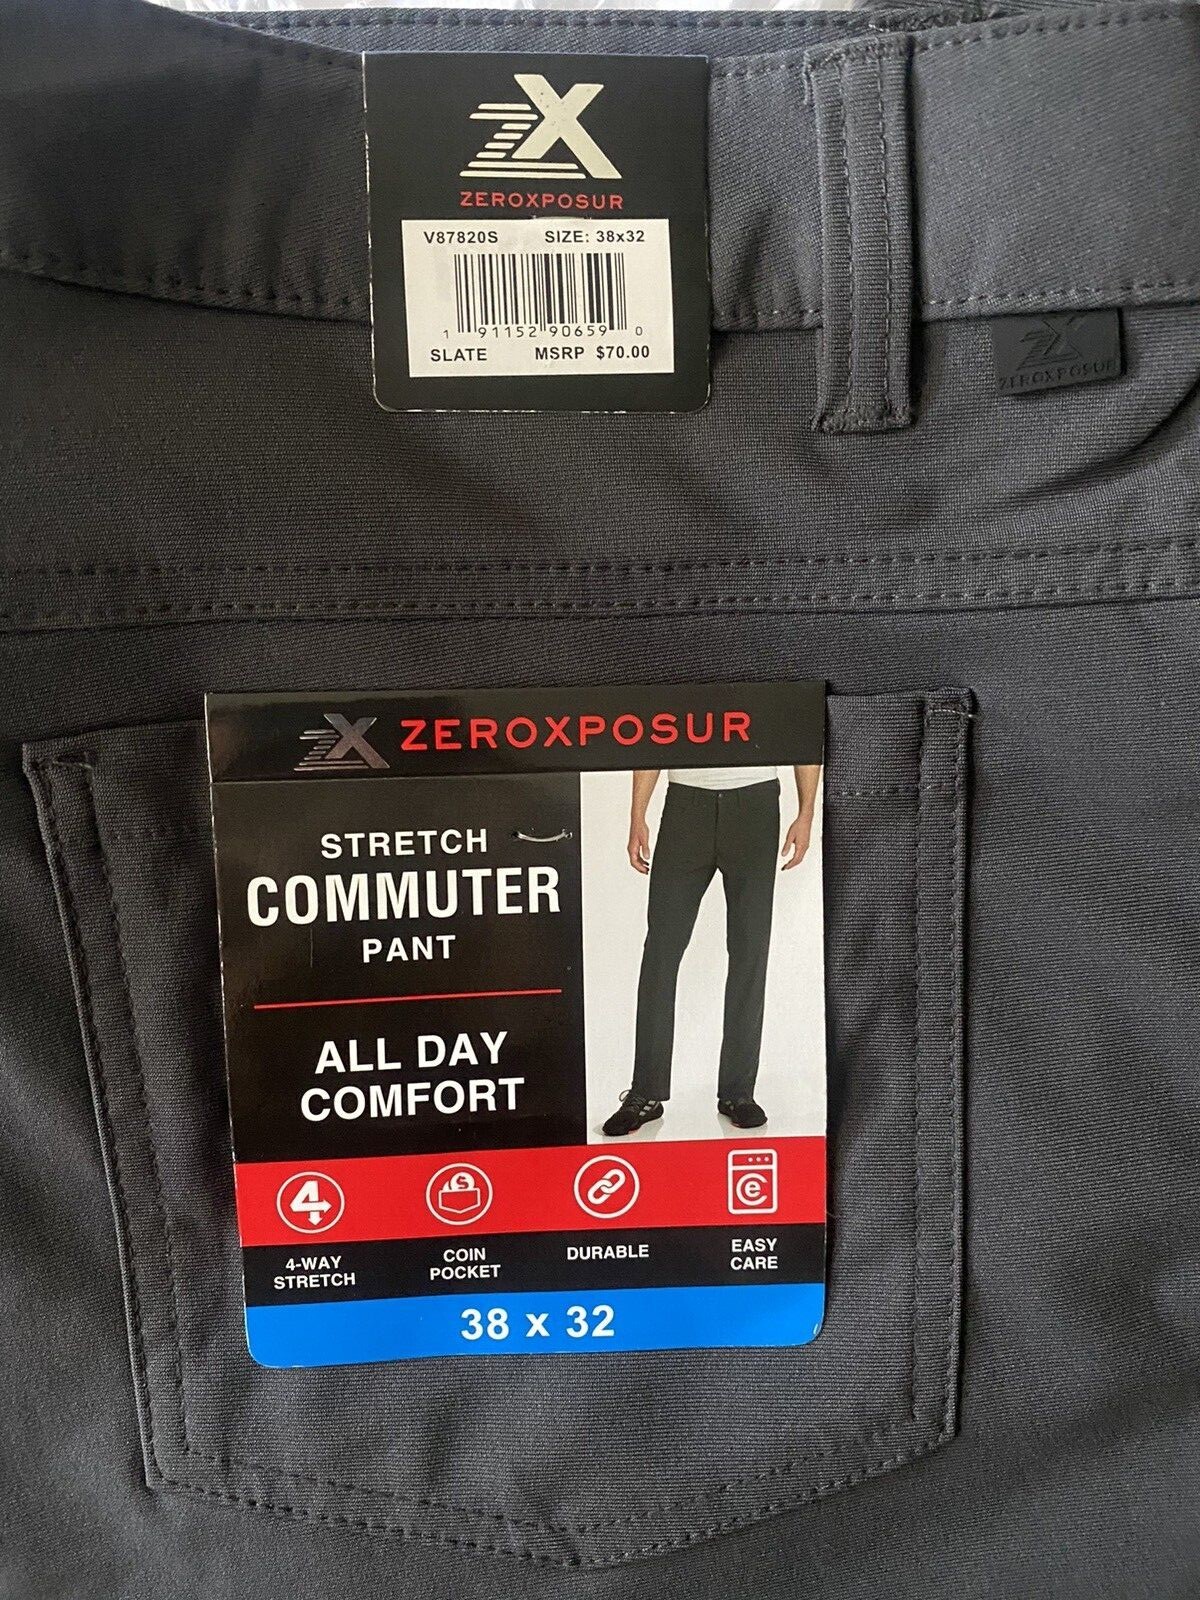 ZX
ZEROXPOSUR
V87820S SIZE: 38x32
1 91152 90659 0
SLATE MSRP $70.00
ZX
ZEROXPOSUR
ZX ZEROXPOSUR
STRETCH
COMMUTER
PANT
ALL DAY
COMFORT
4
$
e
4-WAY
STRETCH
COIN
POCKET
DURABLE
EASY
CARE
38 x 32